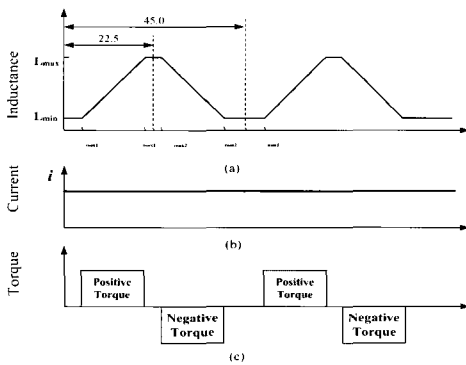 45.0
22.5
Inductance
Lmax
Lmin
(a)
Current
i
(b)
Torque
Positive
Torque
Positive
Torque
Negative
Torque
Negative
Torque
(c)